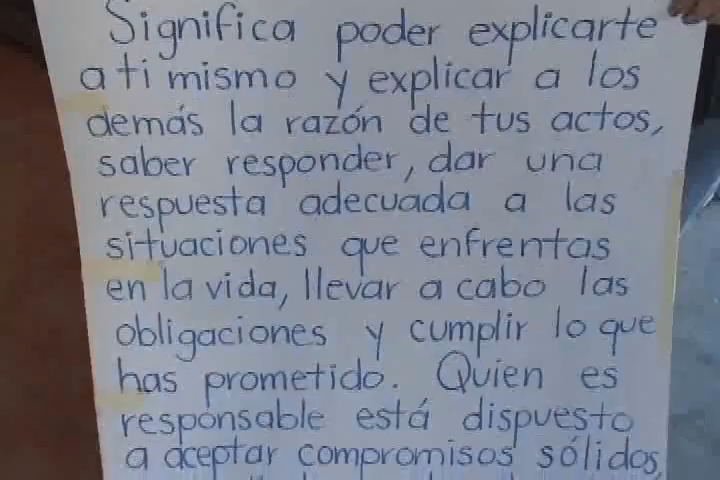 Significa poder explicarte
a ti mismo y explicar a los
demás la razón de tus actos,
saber responder, dar una
respuesta adecuada a las
situaciones que enfrentas
en la vida, llevar a cabo las
obligaciones y cumplir lo que
has prometido. Quien es
responsable está dispuesto
a aceptar compromisos sólidos,